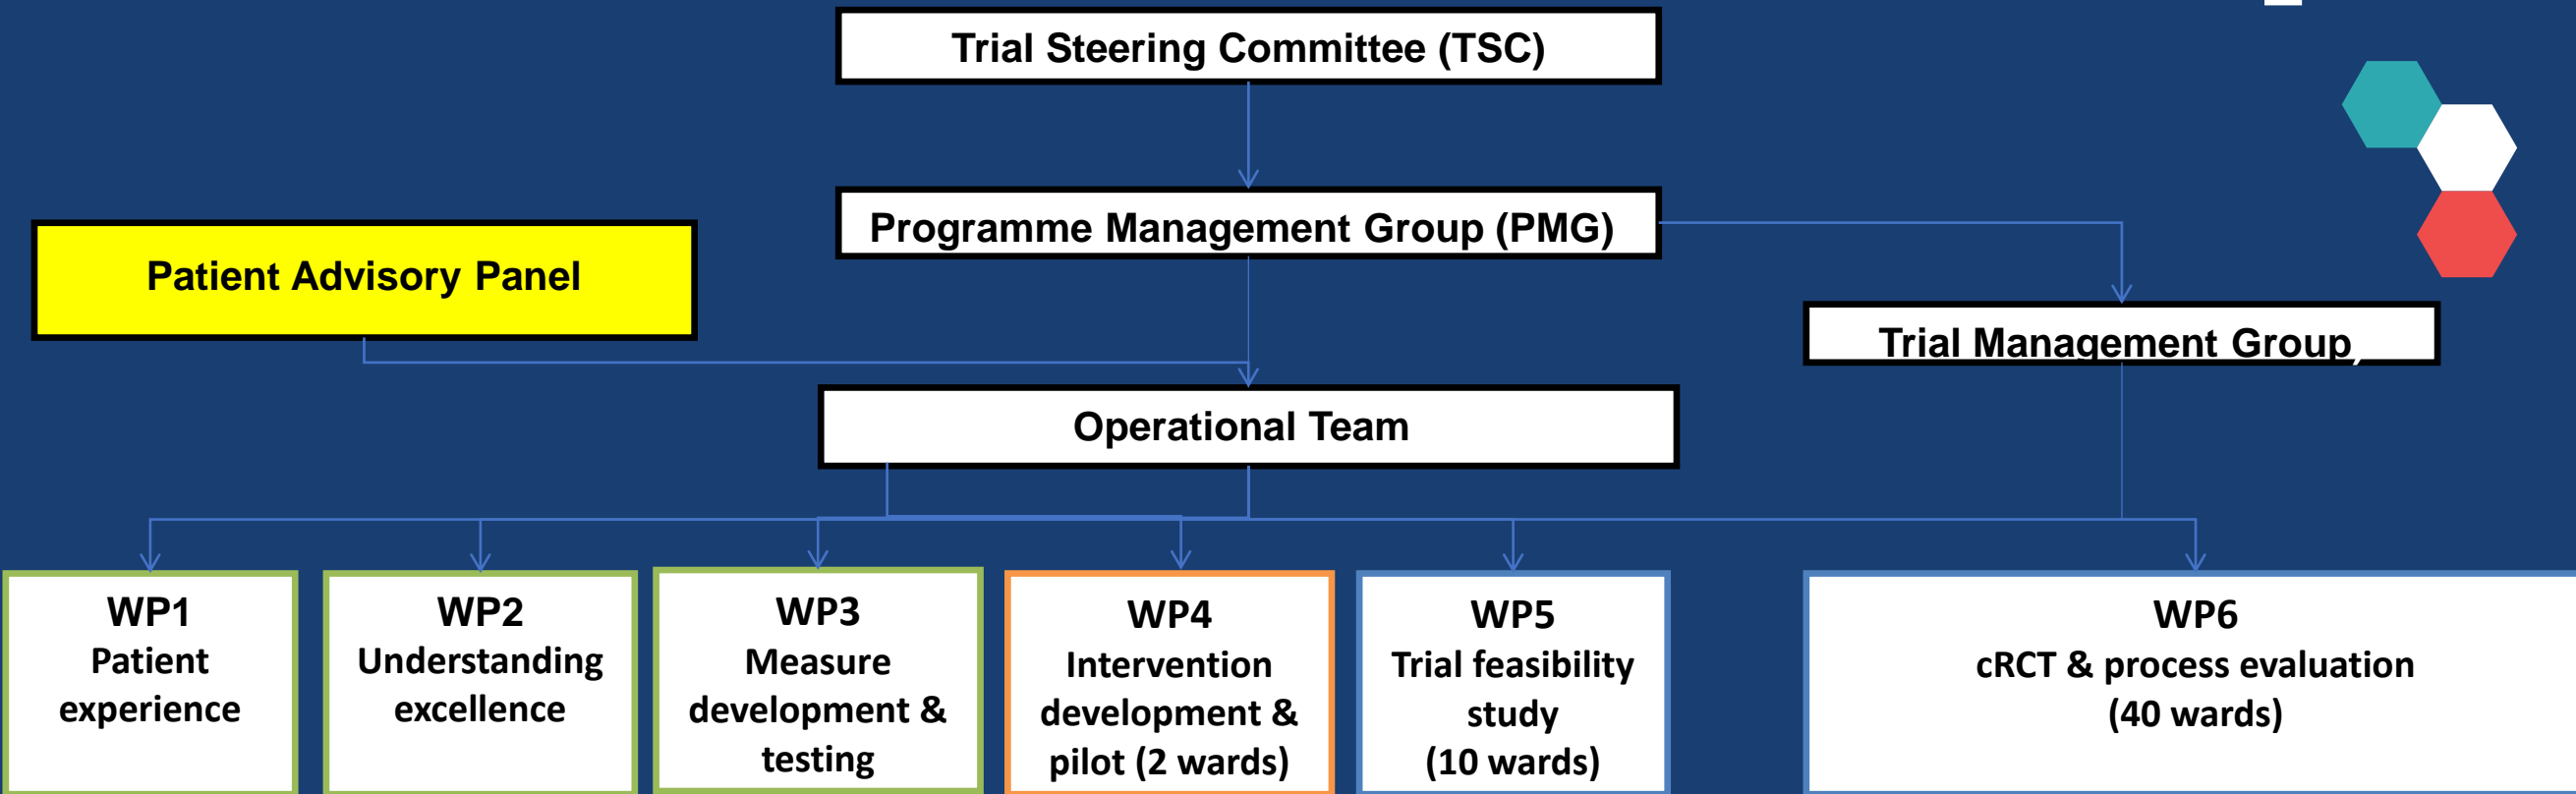 Trial Steering Committee (TSC)
Programme Management Group (PMG)
Patient Advisory Panel
Trial Management Group,
Operational Team
WP1
Patient
experience
WP2
Understanding
excellence
WP3
Measure
development &
testing
WP4
Intervention
development &
pilot (2 wards)
WP5
Trial feasibility
study
(10 wards)
WP6
cRCT & process evaluation
(40 wards)